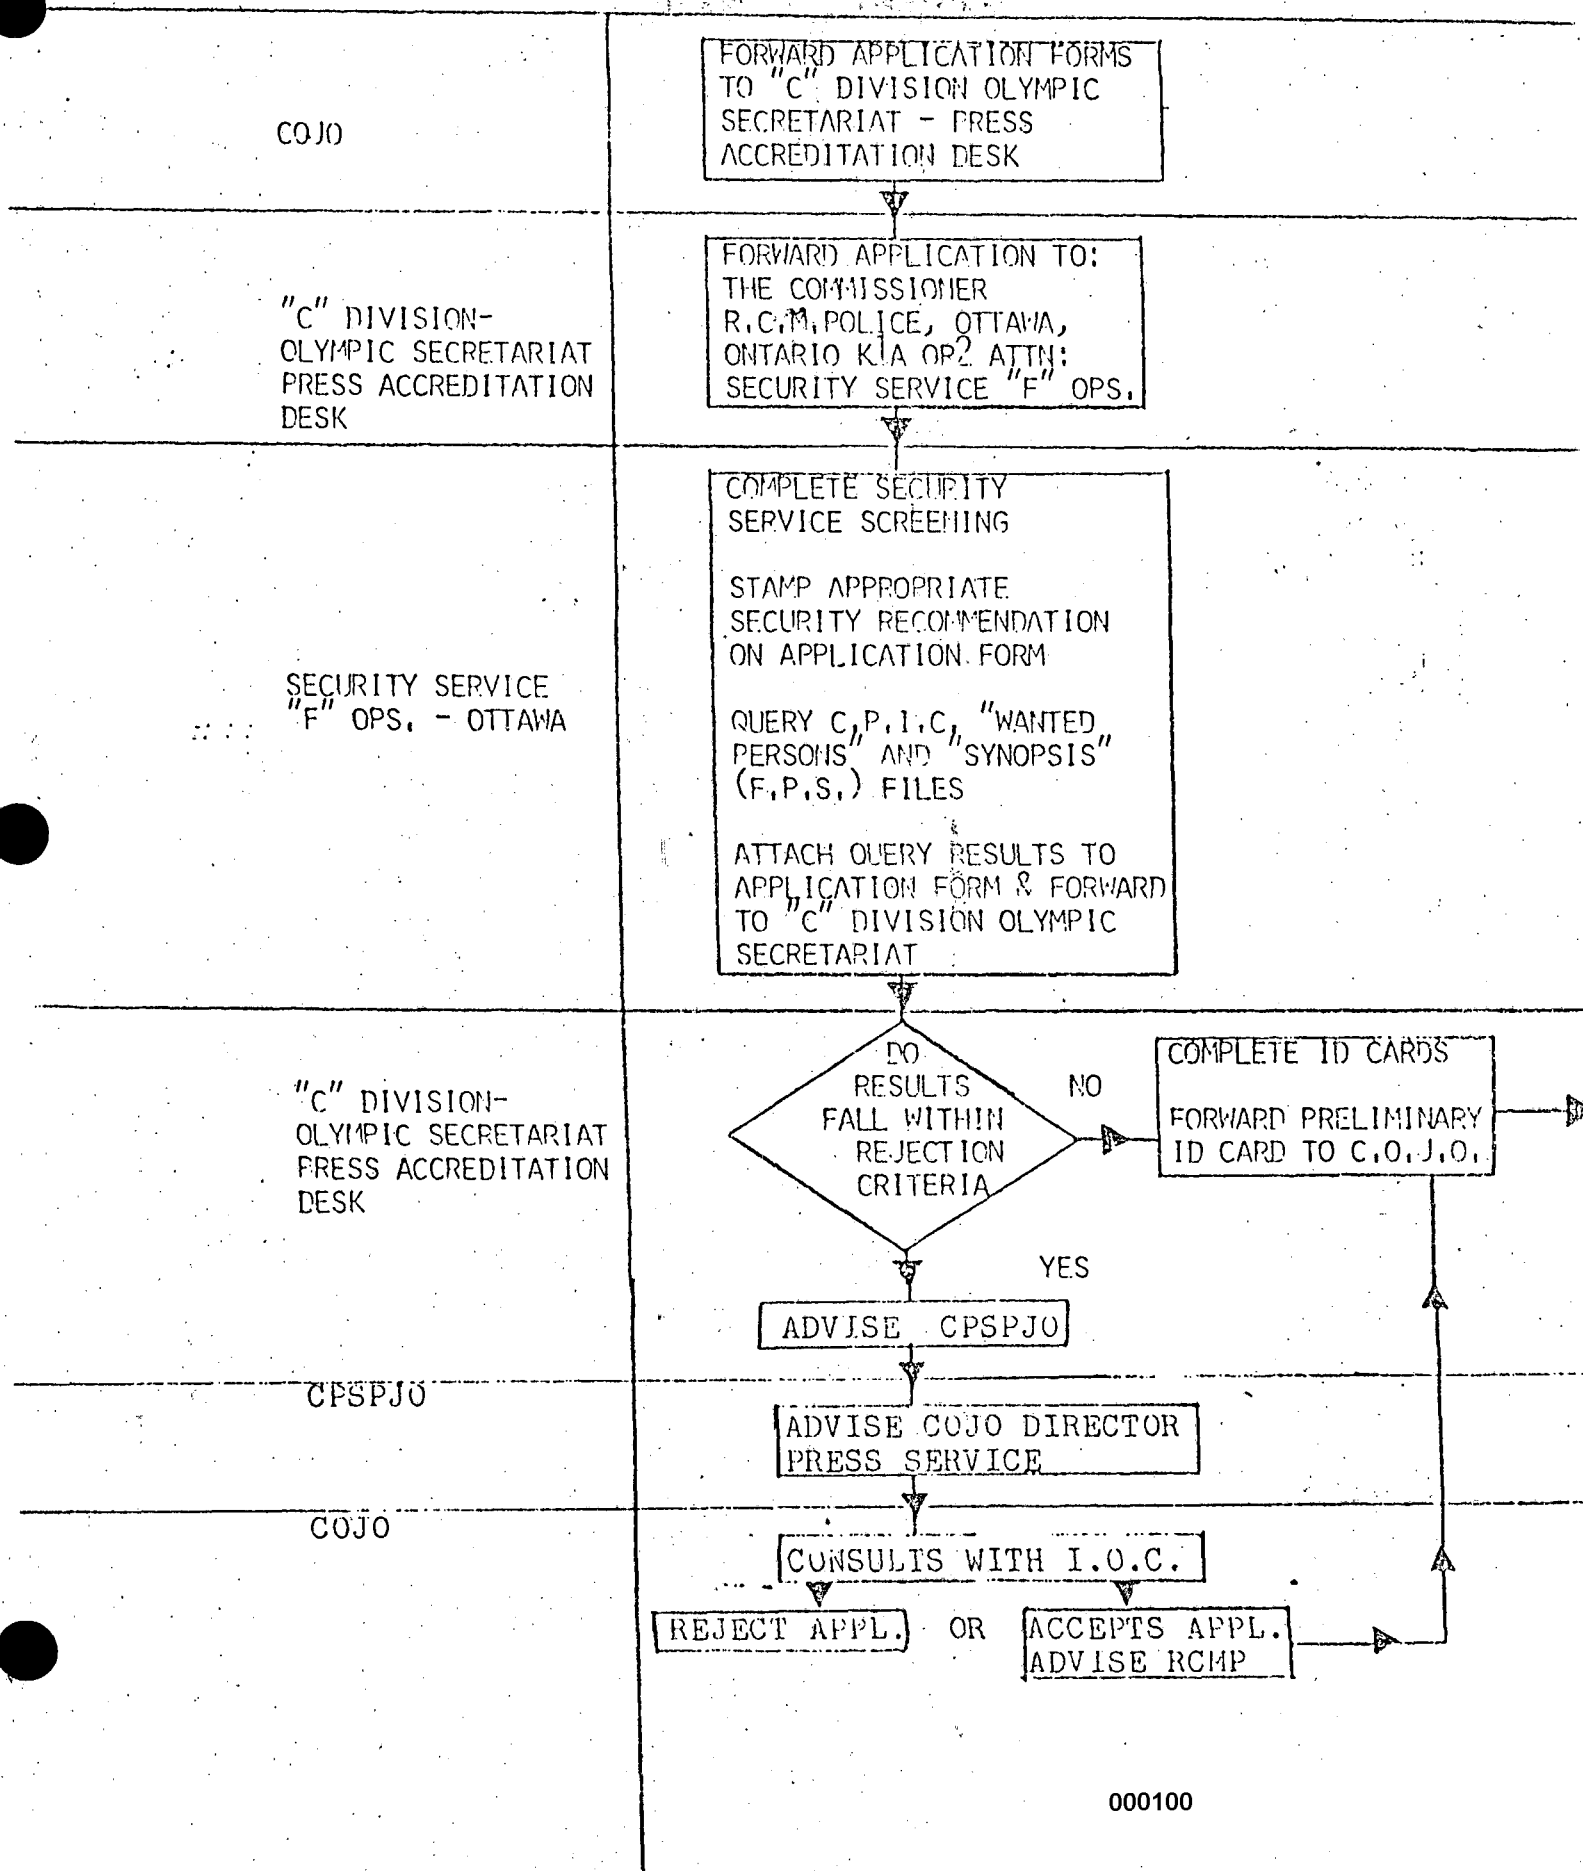 COJO
FORWARD APPLICATION FORMS
TO "C" DIVISION OLYMPIC
SECRETARIAT - PRESS
ACCREDITATION DESK
"C" DIVISION-
OLYMPIC SECRETARIAT
PRESS ACCREDITATION
DESK
FORWARD APPLICATION TO:
THE COMMISSIONER
R.C.M.POLICE, OTTAWA,
ONTARIO K1A OP2 ATTN:
SECURITY SERVICE "F" OPS.
SECURITY SERVICE
"F" OPS. - OTTAWA
COMPLETE SECURITY
SERVICE SCREENING
STAMP APPROPRIATE
SECURITY RECOMMENDATION
ON APPLICATION FORM
QUERY C.P.I.C. "WANTED
PERSONS" AND "SYNOPSIS"
(F.P.S.) FILES
ATTACH QUERY RESULTS TO
APPLICATION FORM & FORWARD
TO "C" DIVISION OLYMPIC
SECRETARIAT
"C" DIVISION-
OLYMPIC SECRETARIAT
PRESS ACCREDITATION
DESK
DO
RESULTS
FALL WITHIN
REJECTION
CRITERIA
NO
COMPLETE ID CARDS
FORWARD PRELIMINARY
ID CARD TO C.O.J.O.
YES
ADVISE CPSPJO
CPSPJO
ADVISE COJO DIRECTOR
PRESS SERVICE
COJO
CONSULTS WITH I.O.C.
REJECT APPL. OR ACCEPTS APPL.
ADVISE RCMP
000100